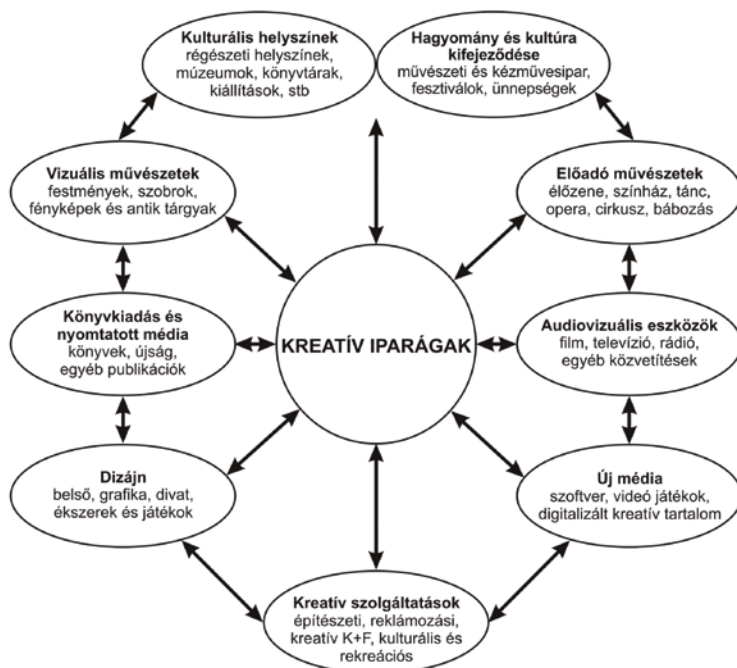 Kulturális helyszínek
régészeti helyszínek,
múzeumok, könyvtárak,
kiállítások, stb
Hagyomány és kultúra
kifejeződése
művészeti és kézművesipar,
fesztiválok, ünnepségek
Vizuális művészetek
festmények, szobrok,
fényképek és antik tárgyak
Előadó művészetek
élőzene, színház, tánc,
opera, cirkusz, bábozás
Könyvkiadás és
nyomtatott média
könyvek, újság,
egyéb publikációk
KREATÍV IPARÁGAK
Audiovizuális eszközök
film, televízió, rádió,
egyéb közvetítések
Dizájn
belső, grafika, divat,
ékszerek és játékok
Új média
szoftver, videó játékok,
digitalizált kreatív tartalom
Kreatív szolgáltatások
építészeti, reklámozási,
kreatív K+F, kulturális és
rekreációs